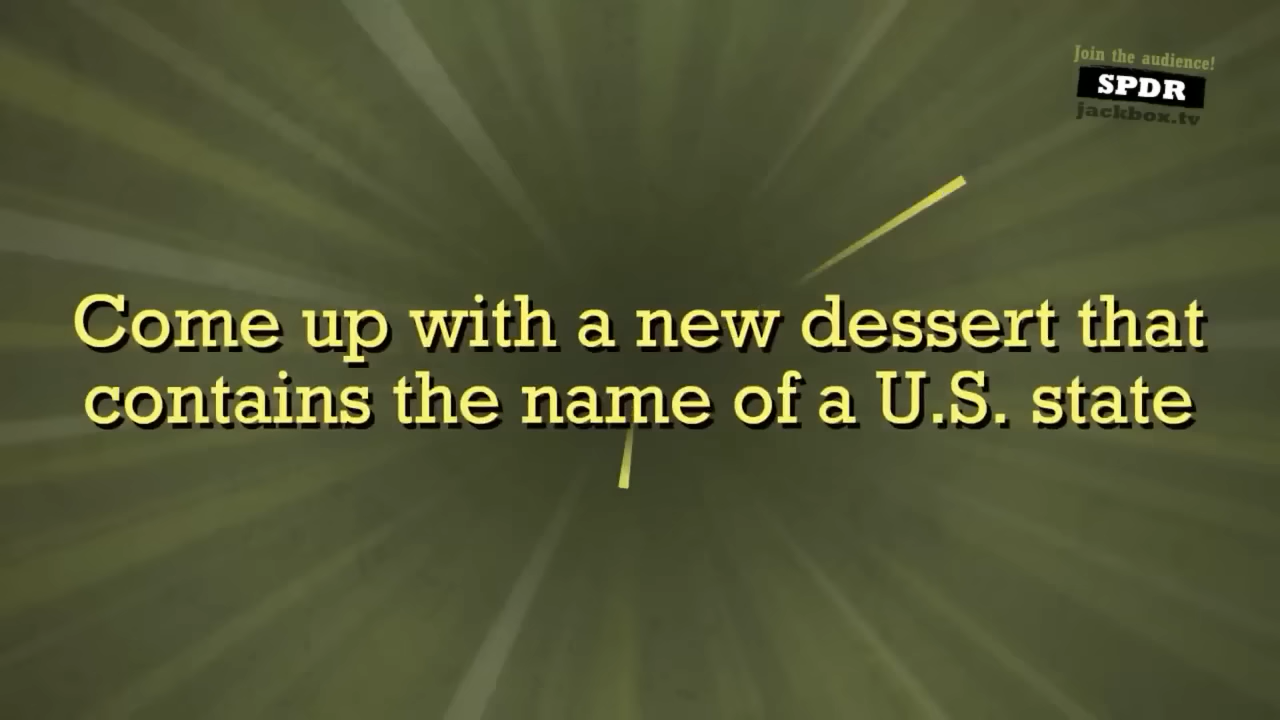 Join the audience!
SPDR
jackbox.tv
Come up with a new dessert that
contains the name of a U.S. state